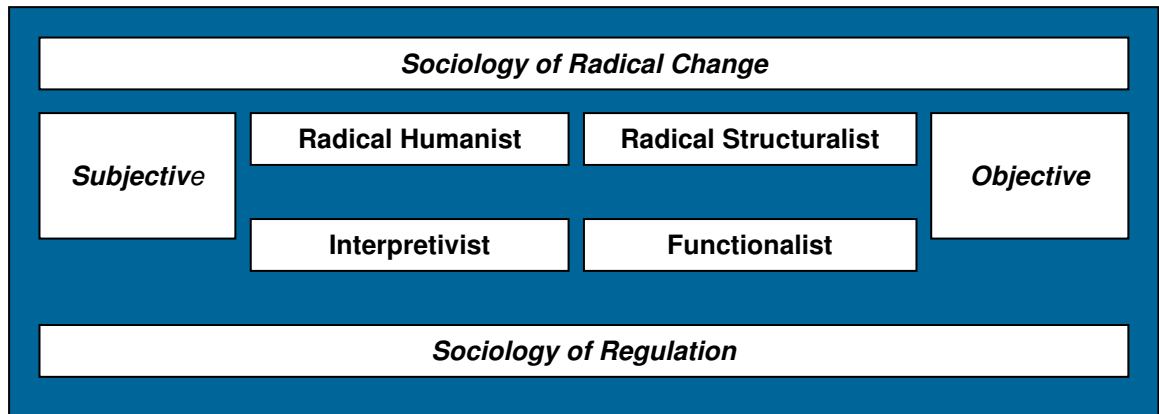 Sociology of Radical Change
Radical Humanist
Radical Structuralist
Subjective
Objective
Interpretivist
Functionalist
Sociology of Regulation